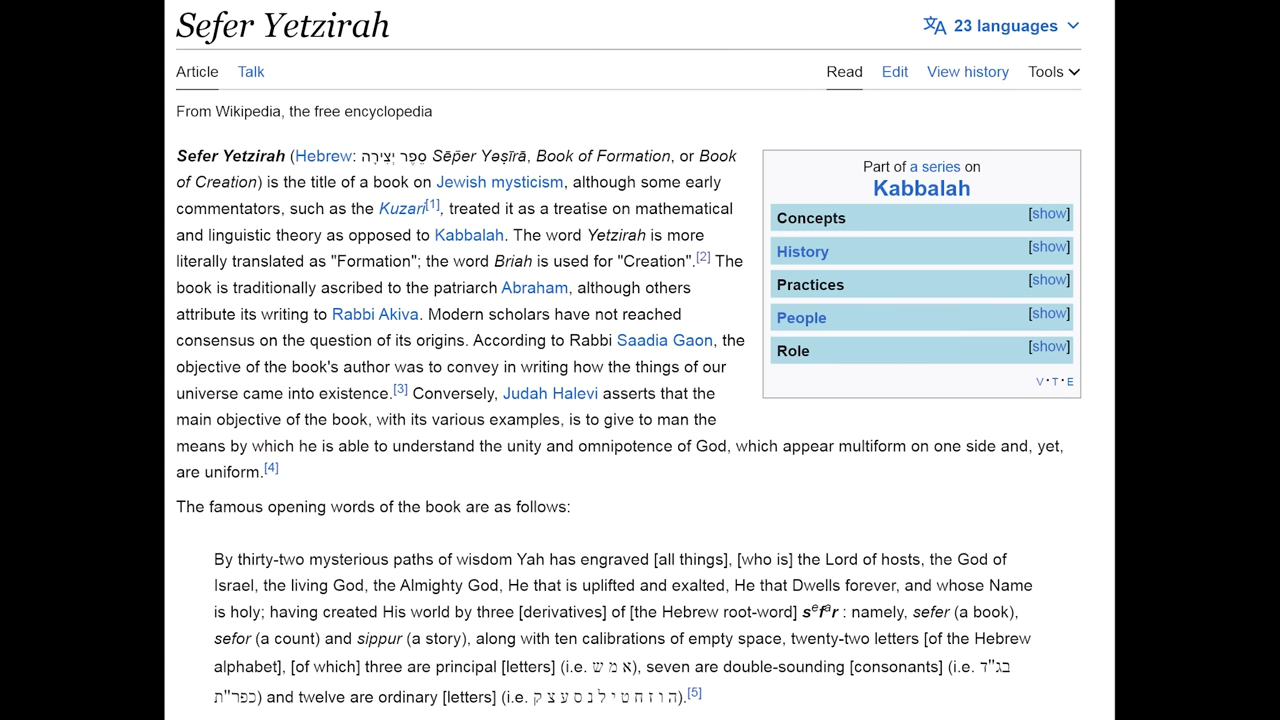 Sefer Yetzirah
23 languages
Article Talk Read Edit View history Tools
From Wikipedia, the free encyclopedia
Sefer Yetzirah (Hebrew: סֵפֶר יְצִירָה Sēp̄er Yəṣīrā, Book of Formation, or Book
of Creation) is the title of a book on Jewish mysticism, although some early
commentators, such as the Kuzari[1], treated it as a treatise on mathematical
and linguistic theory as opposed to Kabbalah. The word Yetzirah is more
literally translated as "Formation"; the word Briah is used for "Creation".[2] The
book is traditionally ascribed to the patriarch Abraham, although others
attribute its writing to Rabbi Akiva. Modern scholars have not reached
consensus on the question of its origins. According to Rabbi Saadia Gaon, the
objective of the book's author was to convey in writing how the things of our
universe came into existence.[3] Conversely, Judah Halevi asserts that the
main objective of the book, with its various examples, is to give to man the
means by which he is able to understand the unity and omnipotence of God, which appear multiform on one side and, yet,
are uniform.[4]
Part of a series on
Kabbalah
Concepts [show]
History [show]
Practices [show]
People [show]
Role [show]
V·T·E
The famous opening words of the book are as follows:
By thirty-two mysterious paths of wisdom Yah has engraved [all things], [who is] the Lord of hosts, the God of
Israel, the living God, the Almighty God, He that is uplifted and exalted, He that Dwells forever, and whose Name
is holy; having created His world by three [derivatives] of [the Hebrew root-word] sᵉfᵃr : namely, sefer (a book),
sefor (a count) and sippur (a story), along with ten calibrations of empty space, twenty-two letters [of the Hebrew
alphabet], [of which] three are principal [letters] (i.e. א מ ש), seven are double-sounding [consonants] (i.e. בג"ד
כפר"ת) and twelve are ordinary [letters] (i.e. ה ו ז ח ט י ל נ ס ע צ ק).[5]